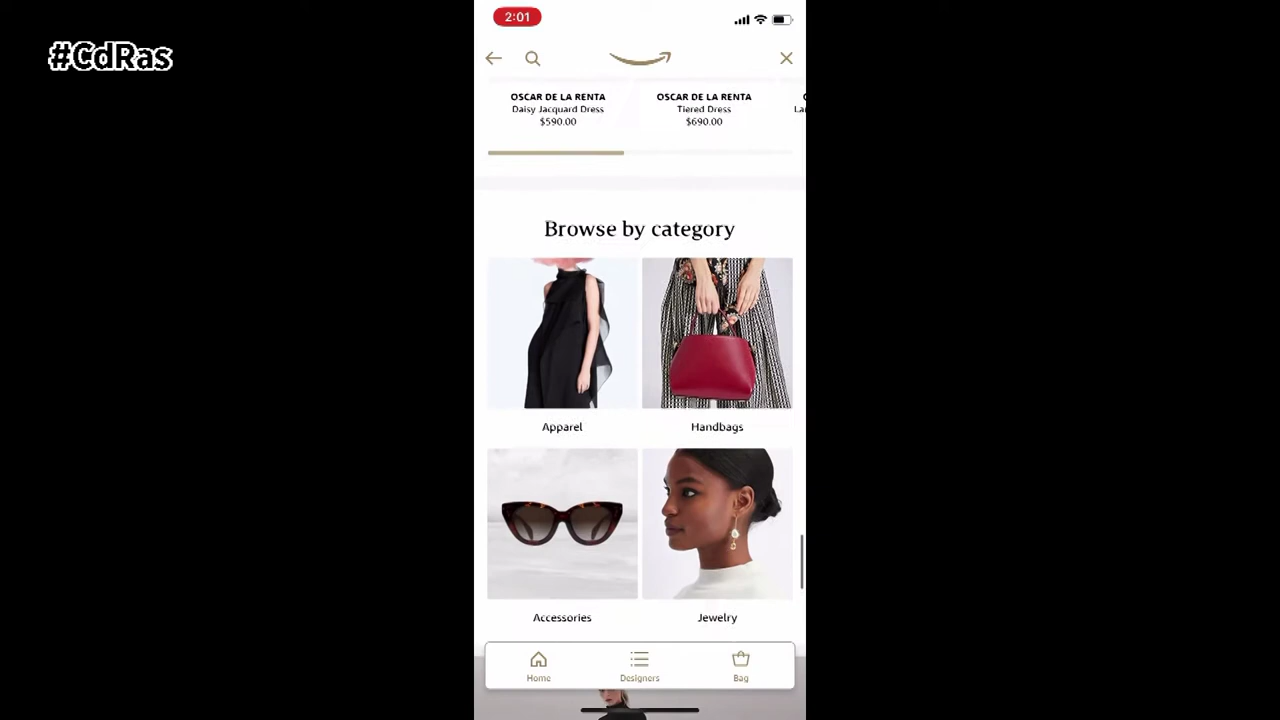 #CdRas
2:01
OSCAR DE LA RENTA
Daisy Jacquard Dress
$590.00
OSCAR DE LA RENTA
Tiered Dress
$690.00
Browse by category
Apparel
Handbags
Accessories
Jewelry
Home
Designers
Bag